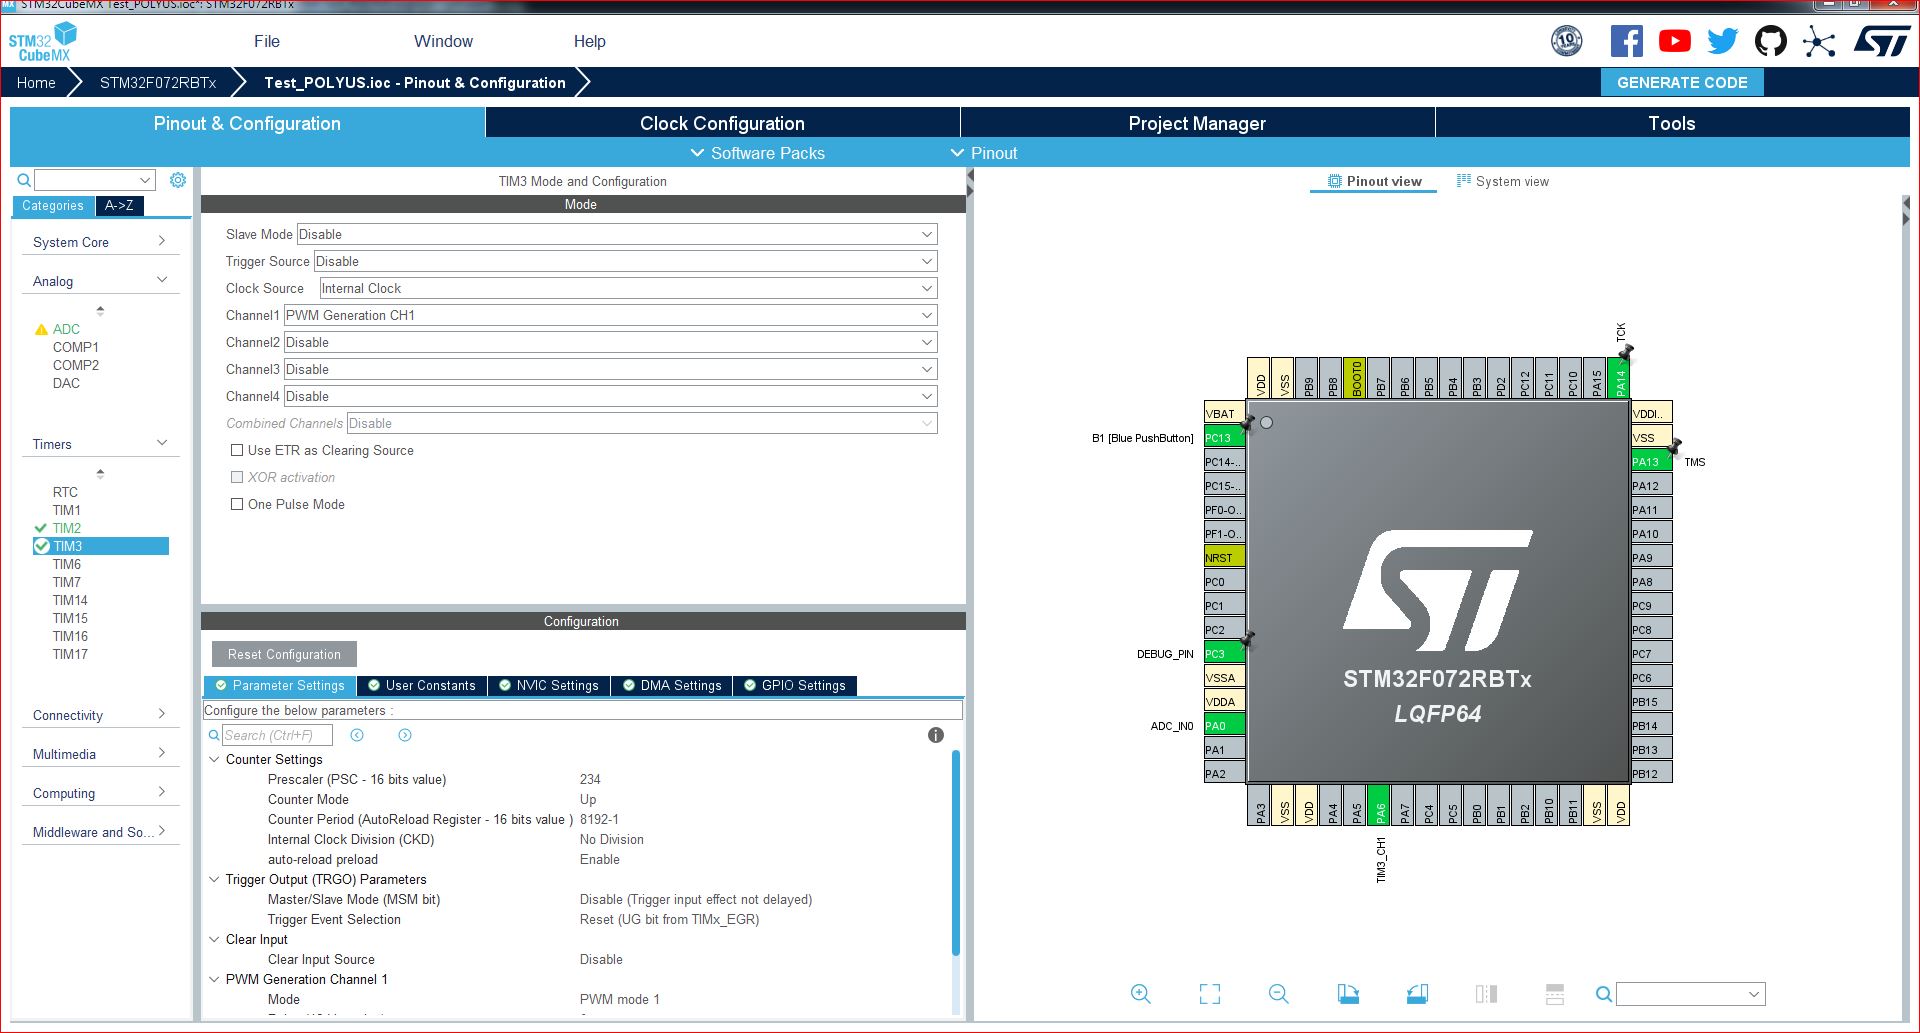 STM32CubeMX Test_POLYUS.ioc*: STM32F072RBTx
STM32
CubeMX
File
Window
Help
10
Home
STM32F072RBTx
Test_POLYUS.ioc - Pinout & Configuration
GENERATE CODE
Pinout & Configuration
Clock Configuration
Project Manager
Tools
Software Packs
Pinout
Categories
A->Z
System Core
Analog
ADC
COMP1
COMP2
DAC
Timers
RTC
TIM1
TIM2
TIM3
TIM6
TIM7
TIM14
TIM15
TIM16
TIM17
Connectivity
Multimedia
Computing
Middleware and So...
TIM3 Mode and Configuration
Mode
Slave Mode Disable
Trigger Source Disable
Clock Source Internal Clock
Channel1 PWM Generation CH1
Channel2 Disable
Channel3 Disable
Channel4 Disable
Combined Channels Disable
Use ETR as Clearing Source
XOR activation
One Pulse Mode
Configuration
Reset Configuration
Parameter Settings
User Constants
NVIC Settings
DMA Settings
GPIO Settings
Configure the below parameters :
Search (Ctrl+F)
Counter Settings
Prescaler (PSC - 16 bits value) 234
Counter Mode Up
Counter Period (AutoReload Register - 16 bits value ) 8192-1
Internal Clock Division (CKD) No Division
auto-reload preload Enable
Trigger Output (TRGO) Parameters
Master/Slave Mode (MSM bit) Disable (Trigger input effect not delayed)
Trigger Event Selection Reset (UG bit from TIMx_EGR)
Clear Input
Clear Input Source Disable
PWM Generation Channel 1
Mode PWM mode 1
Pinout view
System view
TCK
VDD
VSS
PB9
PB8
BOOT0
PB7
PB6
PB5
PB4
PB3
PD2
PC12
PC11
PC10
PA15
PA14
VBAT
B1 [Blue PushButton]
PC13
PC14-..
PC15-..
PF0-O..
PF1-O..
NRST
PC0
PC1
PC2
DEBUG_PIN
PC3
VSSA
VDDA
ADC_IN0
PA0
PA1
PA2
VDDI..
VSS
PA13
TMS
PA12
PA11
PA10
PA9
PA8
PC9
PC8
PC7
PC6
PB15
PB14
PB13
PB12
STM32F072RBTx
LQFP64
PA3
VSS
VDD
PA4
PA5
PA6
PA7
PC4
PC5
PB0
PB1
PB2
PB10
PB11
VSS
VDD
TIM3_CH1